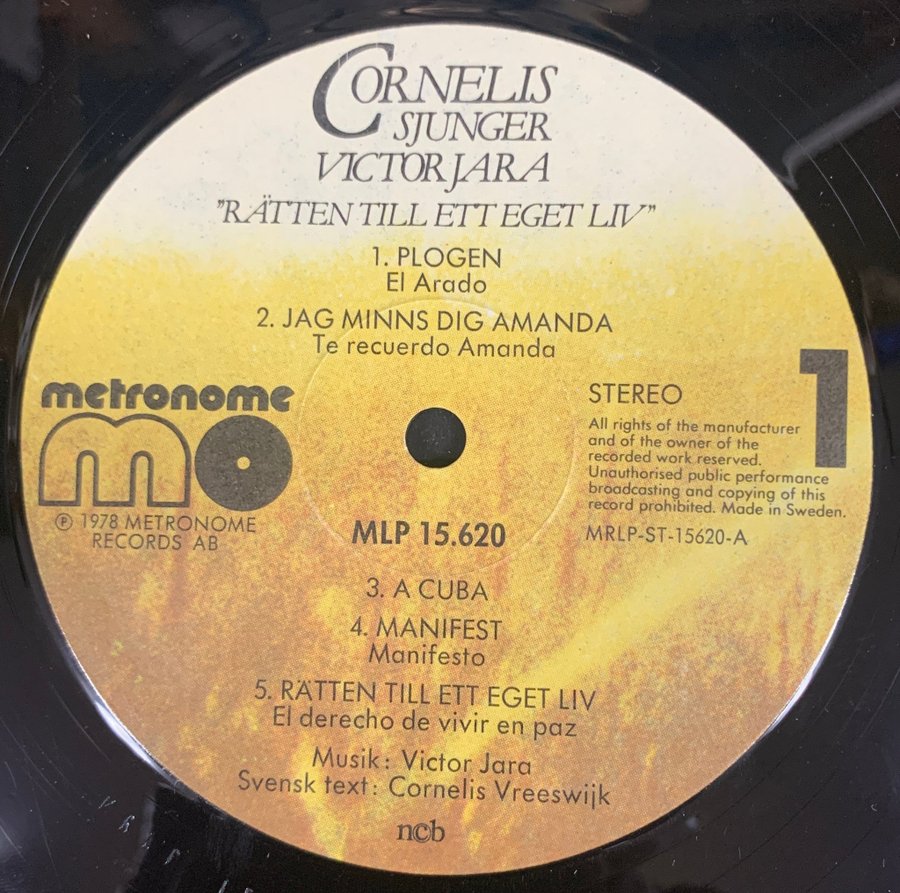 CORNELIS
SJUNGER
VICTOR JARA
"RÄTTEN TILL ETT EGET LIV"
1. PLOGEN
El Arado
2. JAG MINNS DIG AMANDA
Te recuerdo Amanda
metronome
mo
℗ 1978 METRONOME
RECORDS AB
STEREO
1
All rights of the manufacturer
and of the owner of the
recorded work reserved.
Unauthorised public performance
broadcasting and copying of this
record prohibited. Made in Sweden.
MLP 15.620
MRLP-ST-15620-A
3. A CUBA
4. MANIFEST
Manifesto
5. RÄTTEN TILL ETT EGET LIV
El derecho de vivir en paz
Musik: Victor Jara
Svensk text: Cornelis Vreeswijk
ncb